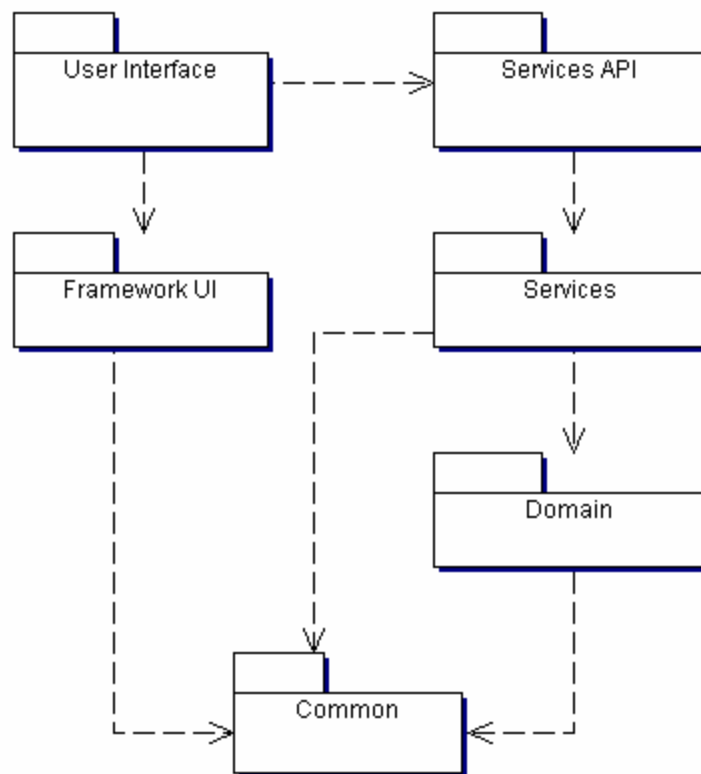 User Interface
Services API
Framework UI
Services
Domain
Common